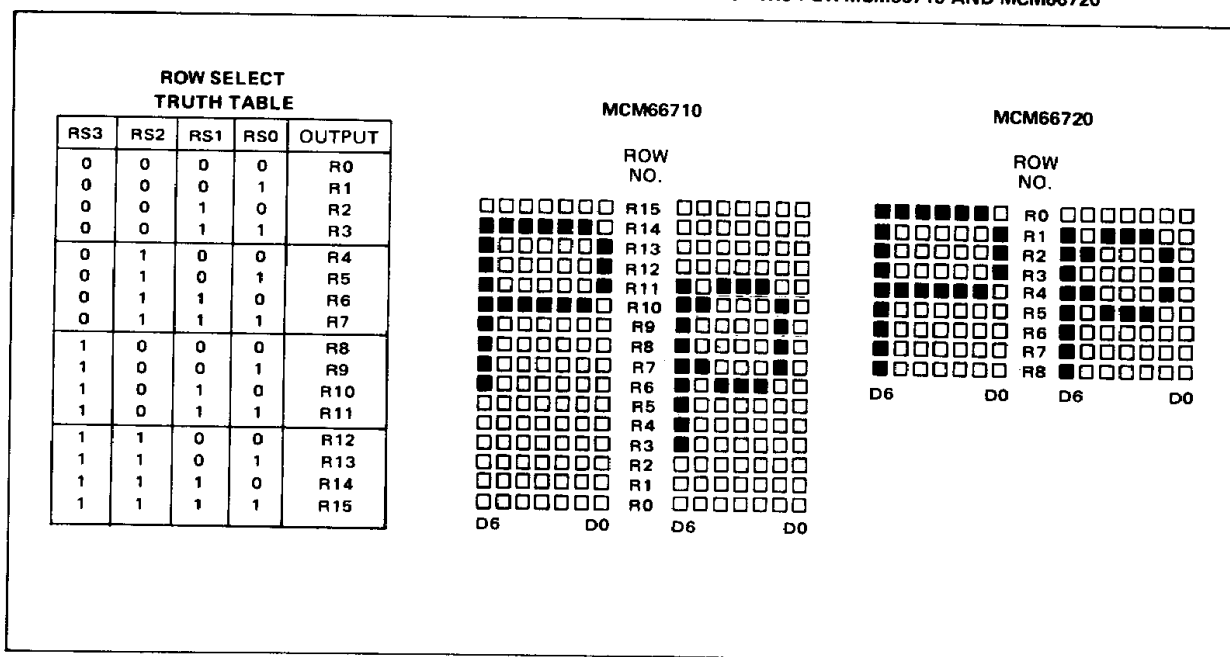 MCM66710 AND MCM66720
ROW SELECT
TRUTH TABLE
RS3 RS2 RS1 RS0 OUTPUT
0 0 0 0 R0
0 0 0 1 R1
0 0 1 0 R2
0 0 1 1 R3
0 1 0 0 R4
0 1 0 1 R5
0 1 1 0 R6
0 1 1 1 R7
1 0 0 0 R8
1 0 0 1 R9
1 0 1 0 R10
1 0 1 1 R11
1 1 0 0 R12
1 1 0 1 R13
1 1 1 0 R14
1 1 1 1 R15
MCM66710
ROW
NO.
R15
R14
R13
R12
R11
R10
R9
R8
R7
R6
R5
R4
R3
R2
R1
R0
D6 D0 D6 D0
MCM66720
ROW
NO.
R0
R1
R2
R3
R4
R5
R6
R7
R8
D6 D0 D6 D0